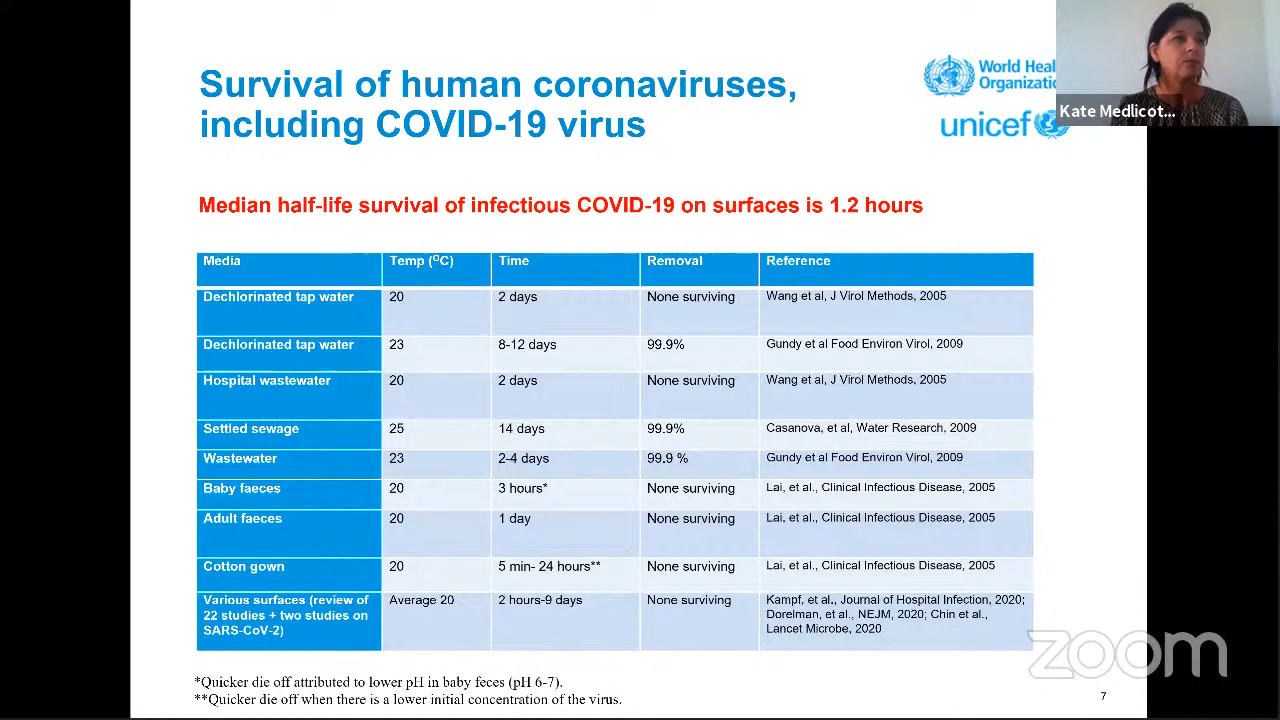 Survival of human coronaviruses,
including COVID-19 virus
World Heal
Organizatio
unicef
Kate Medlicot...
Median half-life survival of infectious COVID-19 on surfaces is 1.2 hours
Media Temp (ºC) Time Removal Reference
Dechlorinated tap water 20 2 days None surviving Wang et al, J Virol Methods, 2005
Dechlorinated tap water 23 8-12 days 99.9% Gundy et al Food Environ Virol, 2009
Hospital wastewater 20 2 days None surviving Wang et al, J Virol Methods, 2005
Settled sewage 25 14 days 99.9% Casanova, et al, Water Research, 2009
Wastewater 23 2-4 days 99.9 % Gundy et al Food Environ Virol, 2009
Baby faeces 20 3 hours* None surviving Lai, et al., Clinical Infectious Disease, 2005
Adult faeces 20 1 day None surviving Lai, et al., Clinical Infectious Disease, 2005
Cotton gown 20 5 min- 24 hours** None surviving Lai, et al., Clinical Infectious Disease, 2005
Various surfaces (review of Average 20 2 hours-9 days None surviving Kampf, et al., Journal of Hospital Infection, 2020;
22 studies + two studies on Dorelman, et al., NEJM, 2020; Chin et al.,
SARS-CoV-2) Lancet Microbe, 2020
zoom
*Quicker die off attributed to lower pH in baby feces (pH 6-7).
**Quicker die off when there is a lower initial concentration of the virus.
7